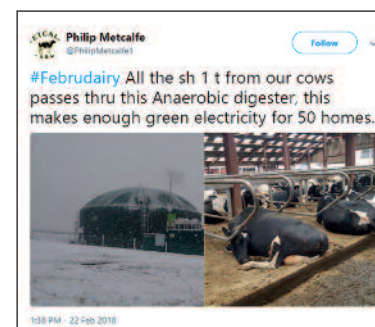 Philip Metcalfe
@PhilipMetcalfe1
Follow
#Februdairy All the sh 1 t from our cows
passes thru this Anaerobic digester, this
makes enough green electricity for 50 homes.
1:38 PM - 22 Feb 2018